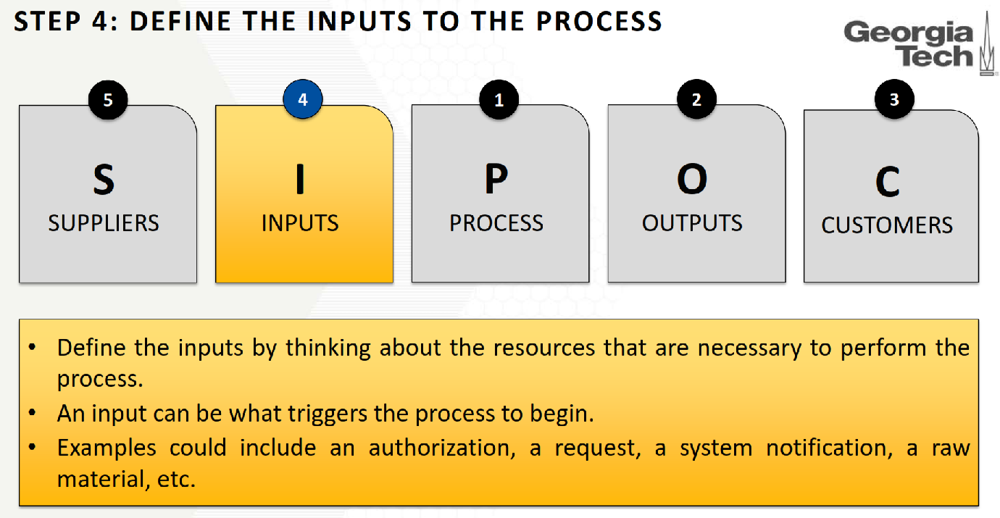 STEP 4: DEFINE THE INPUTS TO THE PROCESS
Georgia
Tech
5
4
1
2
3
S
I
P
O
C
SUPPLIERS
INPUTS
PROCESS
OUTPUTS
CUSTOMERS
• Define the inputs by thinking about the resources that are necessary to perform the
process.
• An input can be what triggers the process to begin.
• Examples could include an authorization, a request, a system notification, a raw
material, etc.